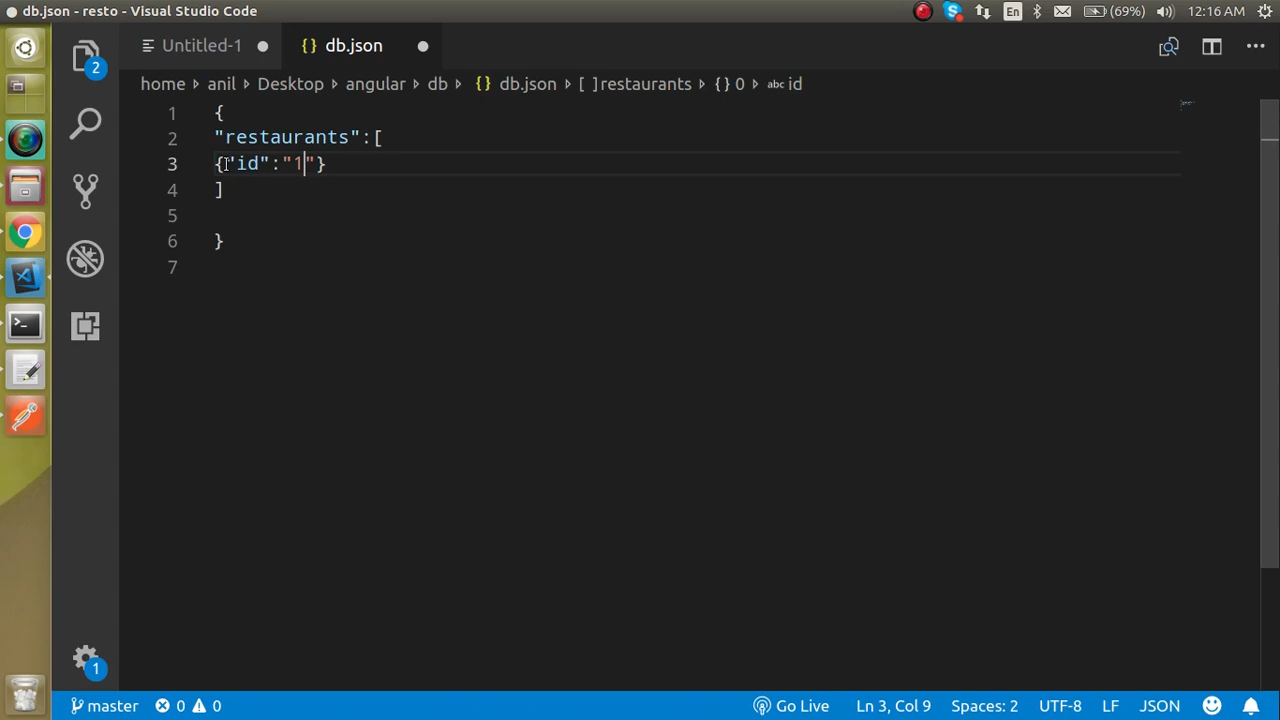 db.json - resto - Visual Studio Code
En
(69%)
12:16 AM
2
Untitled-1
{} db.json
home anil Desktop angular db {} db.json [ ]restaurants {} 0 abc id
1 {
2 "restaurants":[
3 {"id":"1"}
4 ]
5
6 }
7
1
master 0 0
Go Live Ln 3, Col 9 Spaces: 2 UTF-8 LF JSON